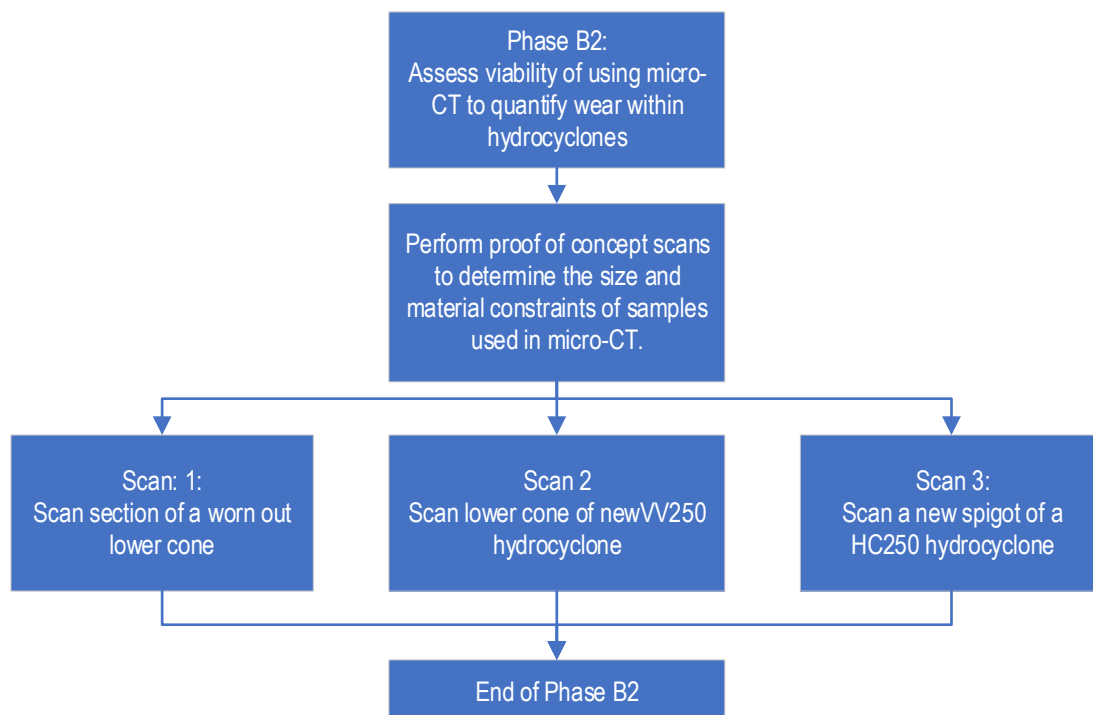 Phase B2:
Assess viability of using micro-
CT to quantify wear within
hydrocyclones
Perform proof of concept scans
to determine the size and
material constraints of samples
used in micro-CT.
Scan: 1:
Scan section of a worn out
lower cone
Scan 2
Scan lower cone of newVV250
hydrocyclone
Scan 3:
Scan a new spigot of a
HC250 hydrocyclone
End of Phase B2